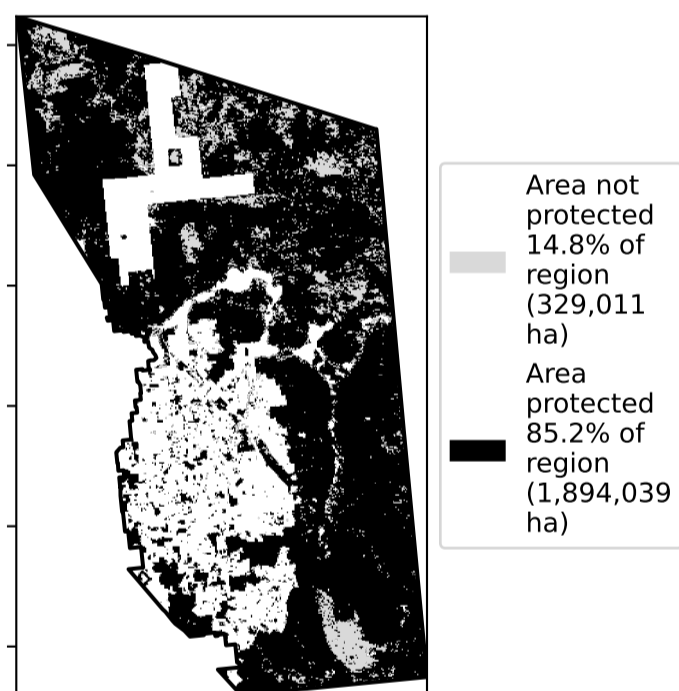 Area not
protected
14.8% of
region
(329,011
ha)
Area
protected
85.2% of
region
(1,894,039
ha)